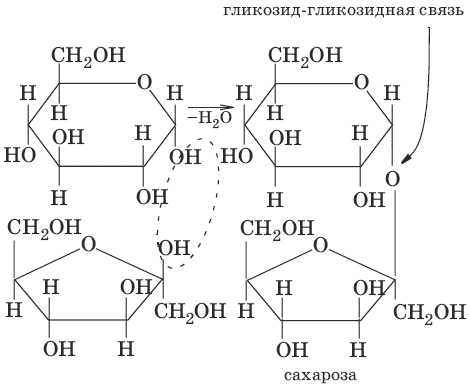 гликозид-гликозидная связь
CH₂OH CH₂OH
H O H H O H
H –H₂O H
OH H OH H
HO OH HO O
H OH H OH
CH₂OH O OH CH₂OH O
H H OH CH₂OH H H OH CH₂OH
OH H OH H
сахароза